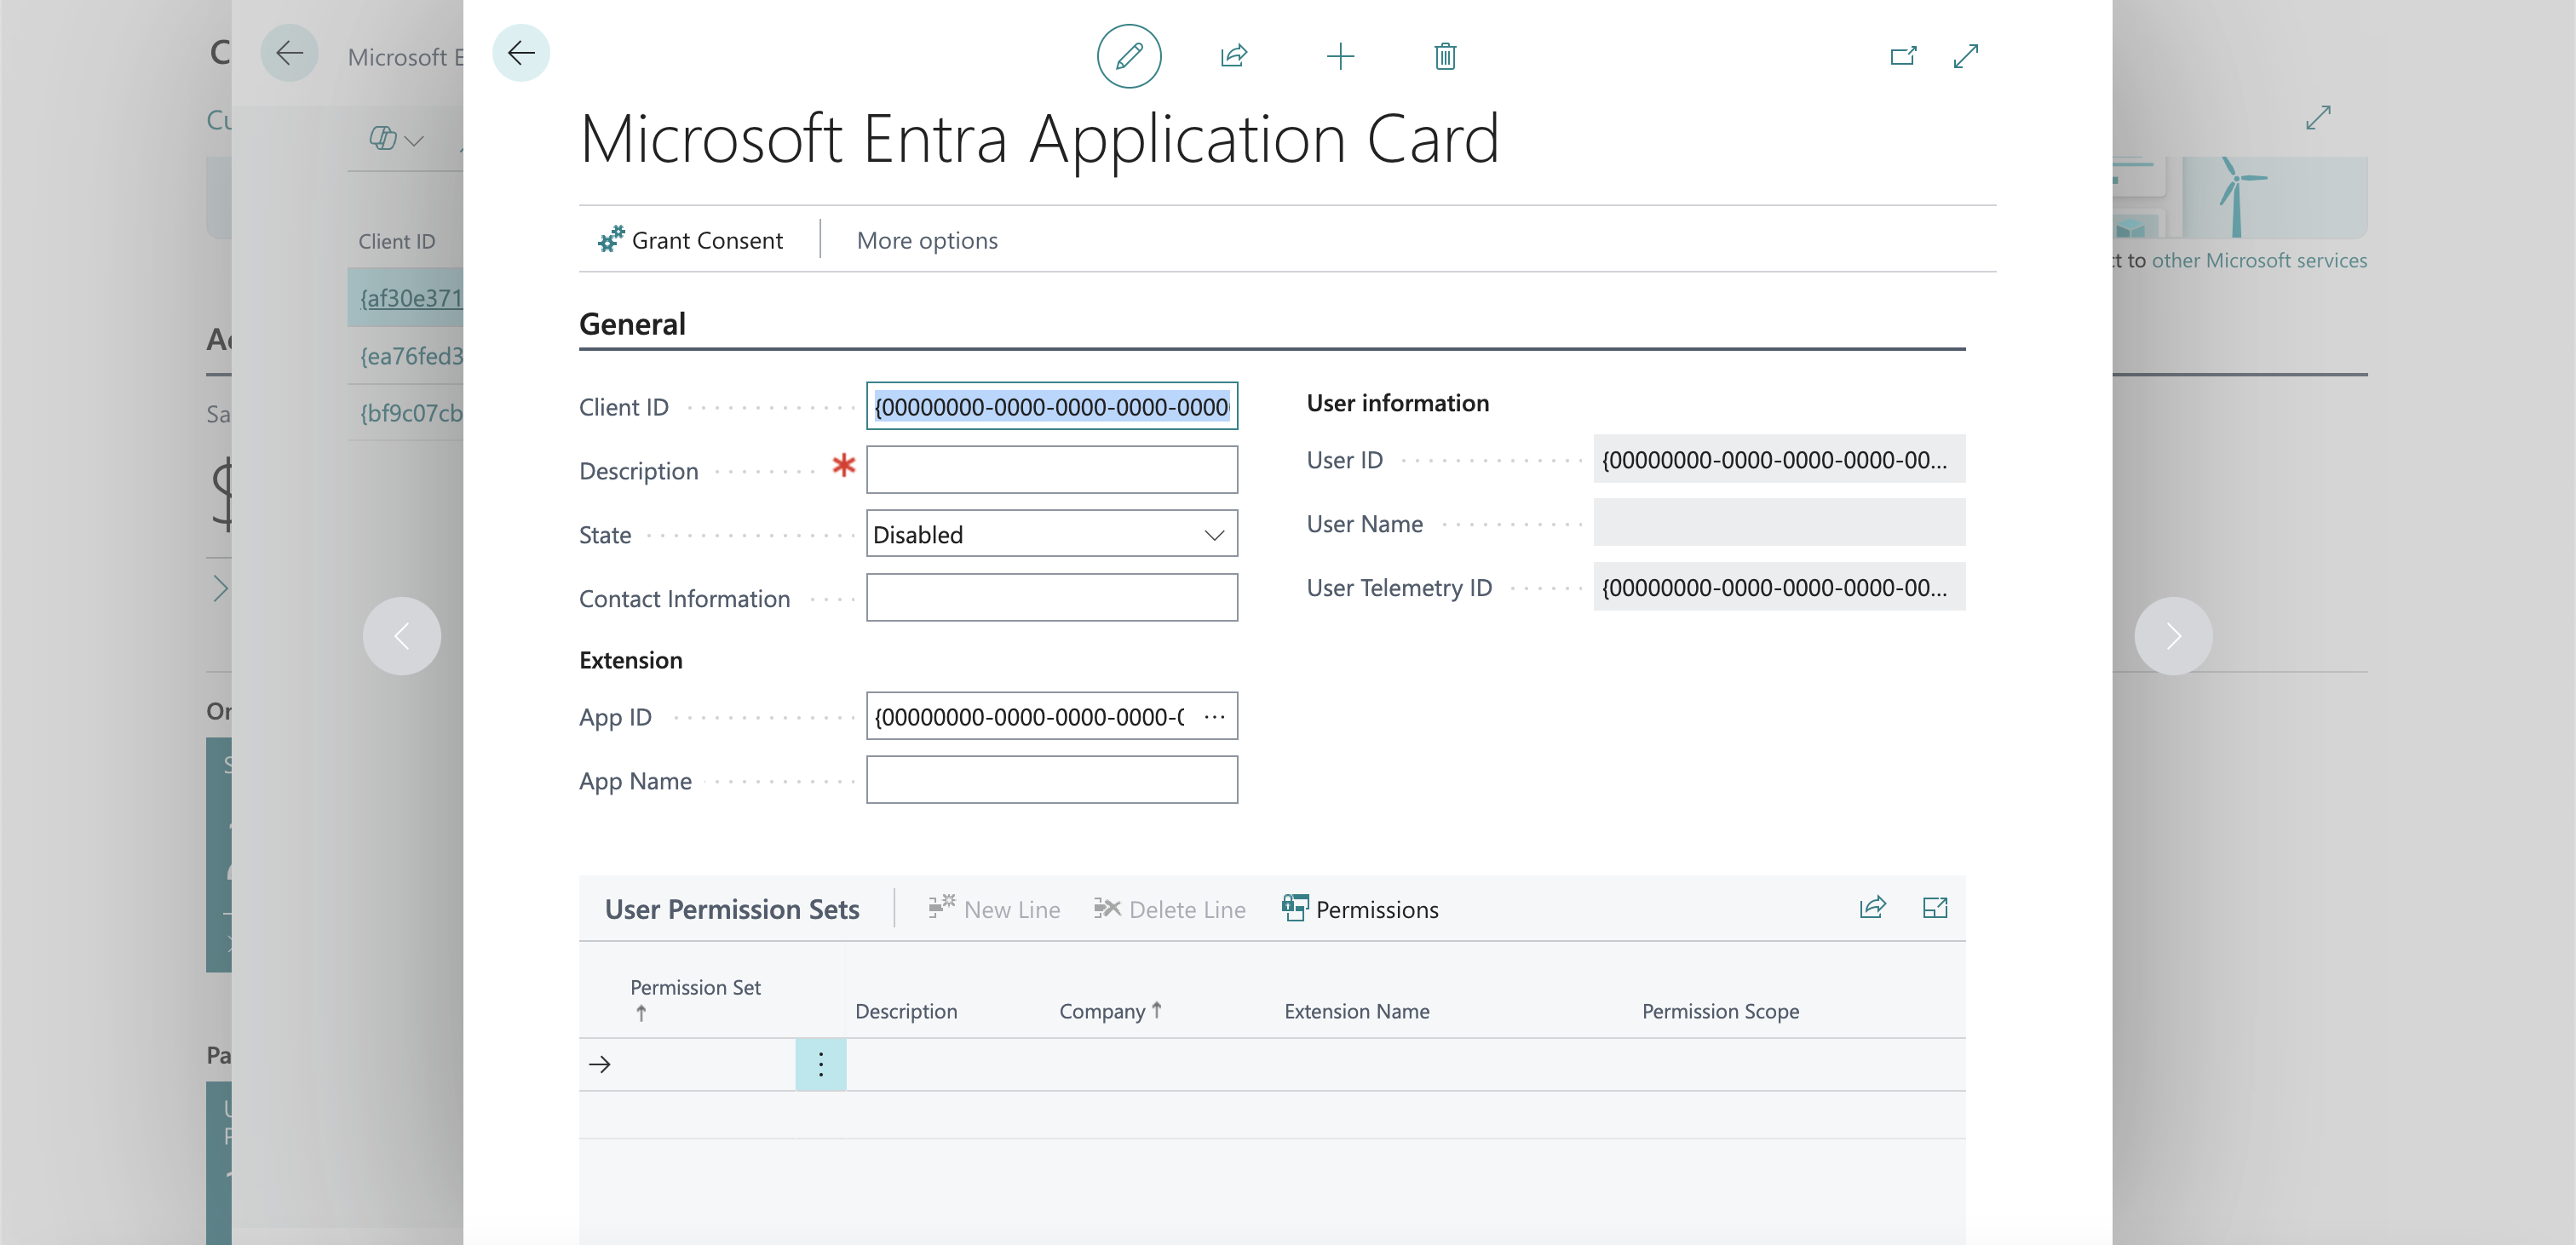 Microsoft E
Microsoft Entra Application Card
Grant Consent
More options
ct to other Microsoft services
Client ID
{af30e371
{ea76fed3
{bf9c07cb
General
Client ID
{00000000-0000-0000-0000-0000
Description
*
State
Disabled
Contact Information
Extension
App ID
{00000000-0000-0000-0000-0
...
App Name
User information
User ID
{00000000-0000-0000-0000-00...
User Name
User Telemetry ID
{00000000-0000-0000-0000-00...
User Permission Sets
New Line
Delete Line
Permissions
Permission Set
Description
Company
Extension Name
Permission Scope
C
Cu
Sa
$
Or
Pa